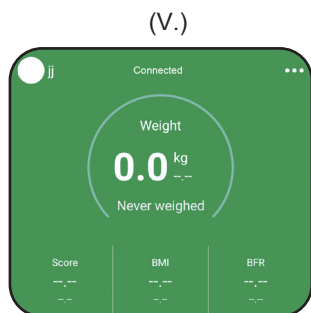 (V.)
jj Connected •••
Weight
0.0 kg
--.--
Never weighed
Score BMI BFR
--.-- --.-- --.--
--.-- --.-- --.--